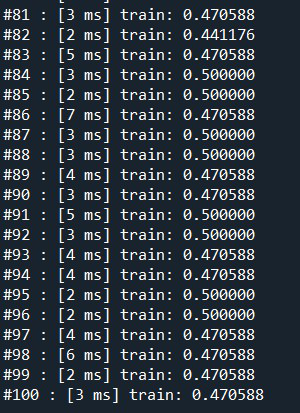 #81 : [3 ms] train: 0.470588
#82 : [2 ms] train: 0.441176
#83 : [5 ms] train: 0.470588
#84 : [3 ms] train: 0.500000
#85 : [2 ms] train: 0.500000
#86 : [7 ms] train: 0.470588
#87 : [3 ms] train: 0.500000
#88 : [3 ms] train: 0.500000
#89 : [4 ms] train: 0.470588
#90 : [3 ms] train: 0.470588
#91 : [5 ms] train: 0.500000
#92 : [3 ms] train: 0.500000
#93 : [4 ms] train: 0.470588
#94 : [4 ms] train: 0.470588
#95 : [2 ms] train: 0.500000
#96 : [2 ms] train: 0.500000
#97 : [4 ms] train: 0.470588
#98 : [6 ms] train: 0.470588
#99 : [2 ms] train: 0.470588
#100 : [3 ms] train: 0.470588